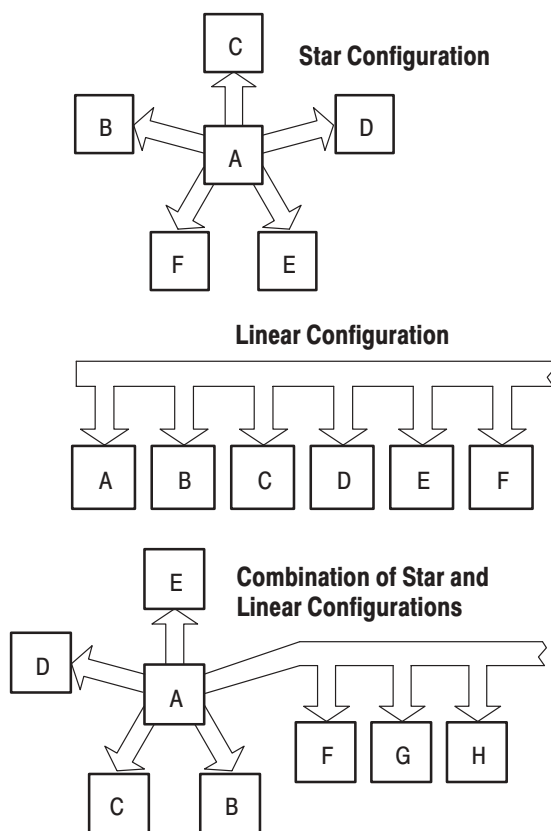 C
Star Configuration
B
D
A
F
E
Linear Configuration
A B C D E F
E
Combination of Star and
Linear Configurations
D
A
F G H
C
B